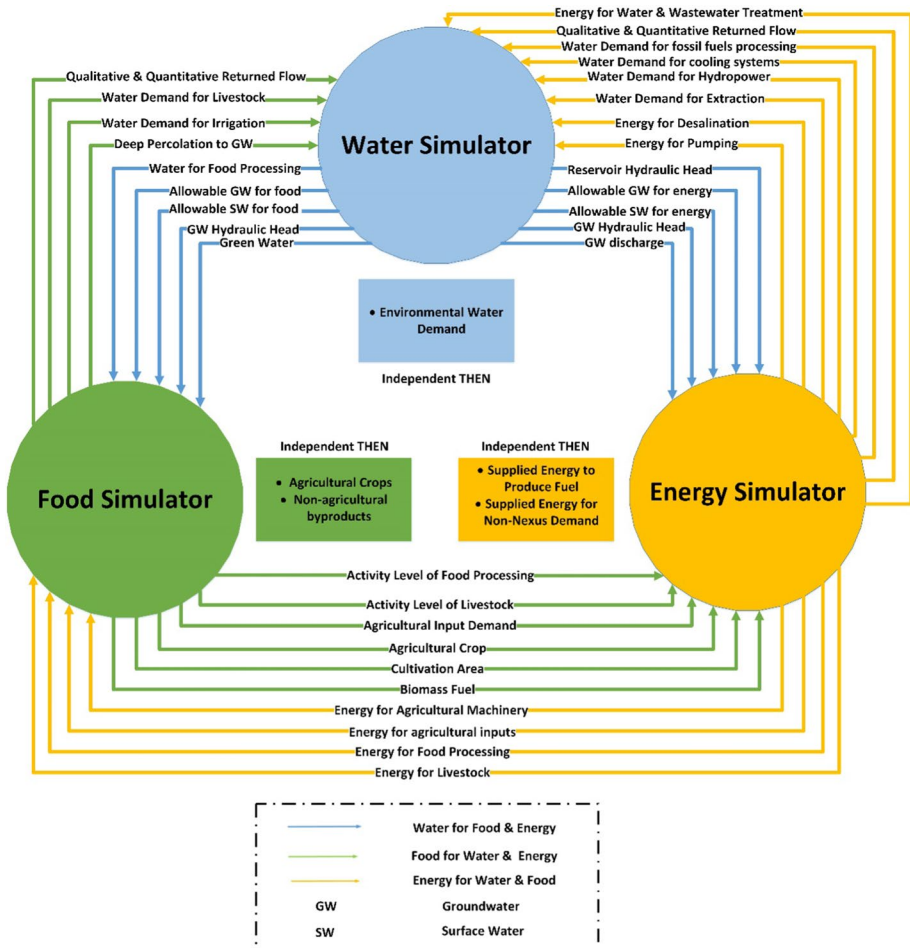 Energy for Water & Wastewater Treatment
Qualitative & Quantitative Returned Flow
Water Demand for fossil fuels processing
Water Demand for cooling systems
Water Demand for Hydropower
Water Demand for Extraction
Energy for Desalination
Energy for Pumping
Qualitative & Quantitative Returned Flow
Water Demand for Livestock
Water Demand for Irrigation
Deep Percolation to GW
Water Simulator
Water for Food Processing
Allowable GW for food
Allowable SW for food
GW Hydraulic Head
Green Water
Reservoir Hydraulic Head
Allowable GW for energy
Allowable SW for energy
GW Hydraulic Head
GW discharge
• Environmental Water
Demand
Independent THEN
Food Simulator
Independent THEN
• Agricultural Crops
• Non-agricultural
byproducts
Independent THEN
• Supplied Energy to
Produce Fuel
• Supplied Energy for
Non-Nexus Demand
Energy Simulator
Activity Level of Food Processing
Activity Level of Livestock
Agricultural Input Demand
Agricultural Crop
Cultivation Area
Biomass Fuel
Energy for Agricultural Machinery
Energy for agricultural inputs
Energy for Food Processing
Energy for Livestock
Water for Food & Energy
Food for Water & Energy
Energy for Water & Food
GW Groundwater
SW Surface Water